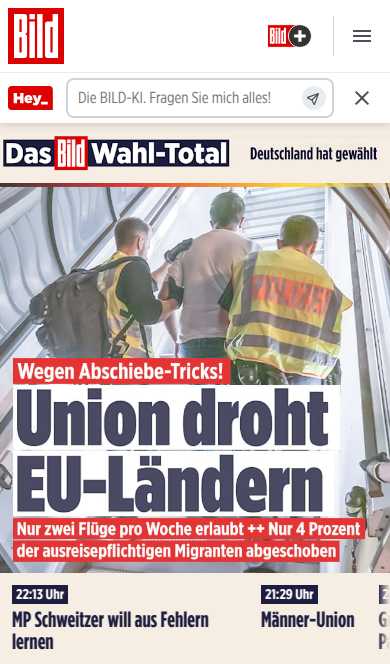 Bild
Bild +
Hey_
Die BILD-KI. Fragen Sie mich alles!
Das Bild Wahl-Total
Deutschland hat gewählt
POLIZEI
Wegen Abschiebe-Tricks!
Union droht
EU-Ländern
Nur zwei Flüge pro Woche erlaubt ++ Nur 4 Prozent
der ausreisepflichtigen Migranten abgeschoben
22:13 Uhr
MP Schweitzer will aus Fehlern
lernen
21:29 Uhr
Männer-Union